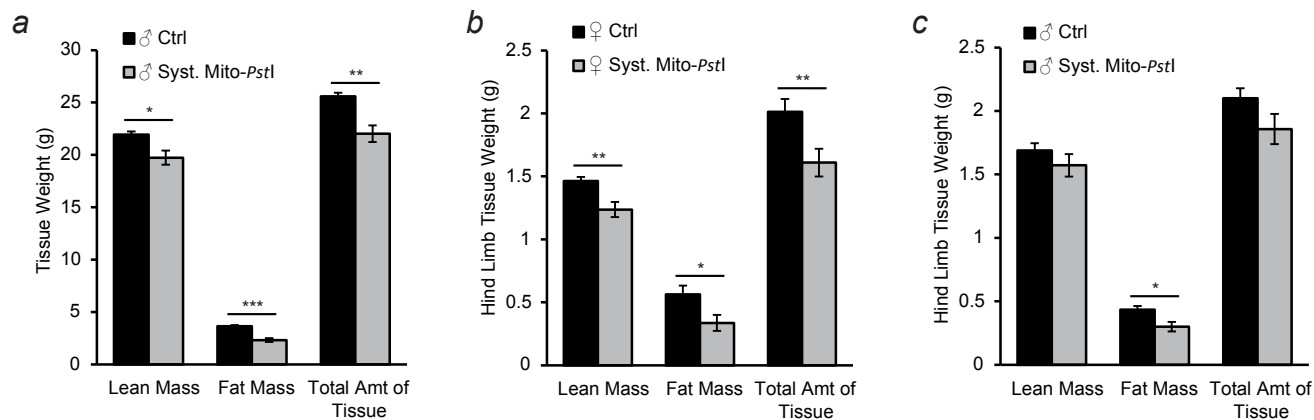 a
♂ Ctrl
♂ Syst. Mito-PstI
Tissue Weight (g)
30
25
20
15
10
5
0
*
***
**
Lean Mass
Fat Mass
Total Amt of
Tissue
b
♀ Ctrl
♀ Syst. Mito-PstI
Hind Limb Tissue Weight (g)
2.5
2
1.5
1
0.5
0
**
*
**
Lean Mass
Fat Mass
Total Amt of
Tissue
c
♂ Ctrl
♂ Syst. Mito-PstI
Hind Limb Tissue Weight (g)
2.5
2
1.5
1
0.5
0
*
Lean Mass
Fat Mass
Total Amt of
Tissue